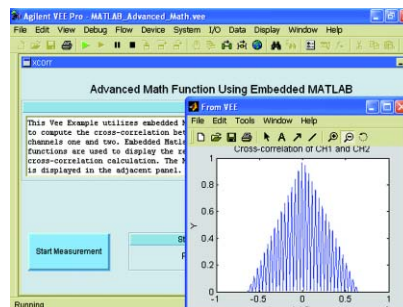 Agilent VEE Pro - MATLAB_Advanced_Math.vee
File Edit View Debug Flow Device System I/O Data Display Window Help
xcorr
Advanced Math Function Using Embedded MATLAB
This Vee Example utilizes embedded M
to compute the cross-correlation bet
channels one and two. Embedded Matla
functions are used to display the re
cross-correlation calculation. The M
is displayed in the adjacent panel.
Start Measurement
St
From VEE
File Edit Tools Window Help
A
Cross-correlation of CH1 and CH2
1
0.8
0.6
0.4
0.2
0
Y
-1 -0.5 0 0.5 1
Running